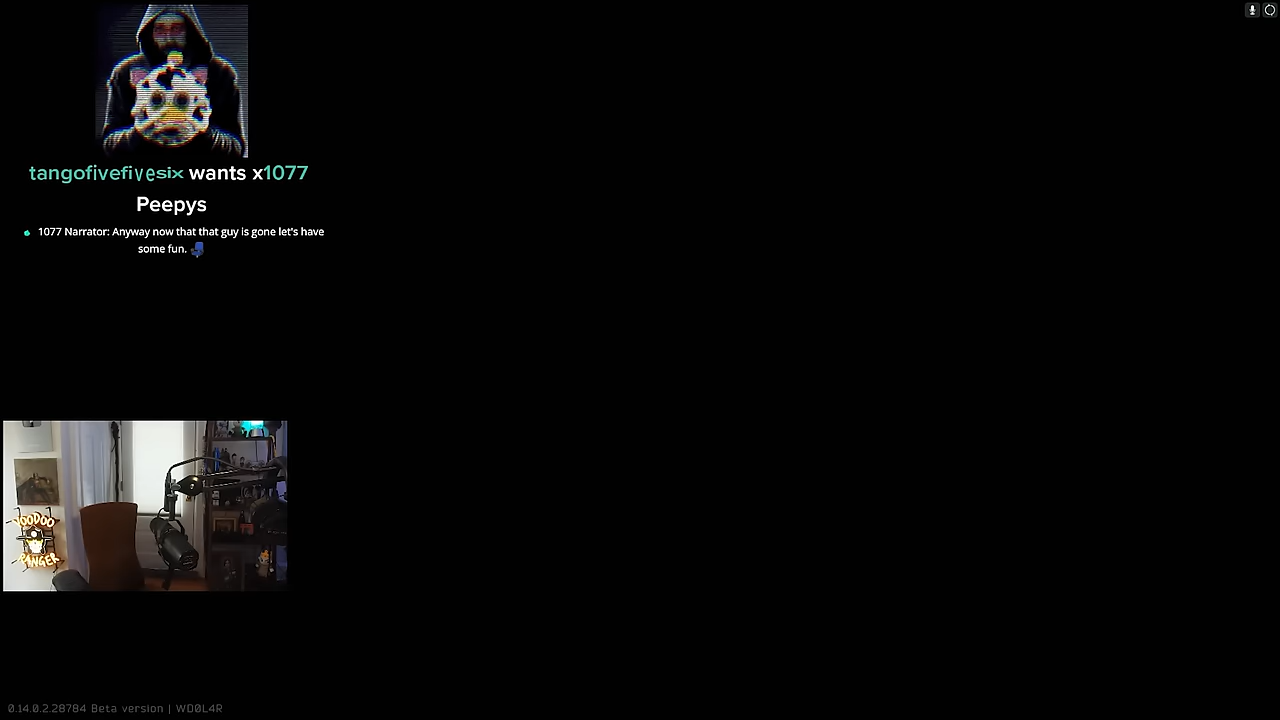 tangofivefivesix wants x1077
Peepys
1077 Narrator: Anyway now that that guy is gone let's have
some fun.
VOODOO
RANGER
0.14.0.2.28784 Beta version | WD0L4R